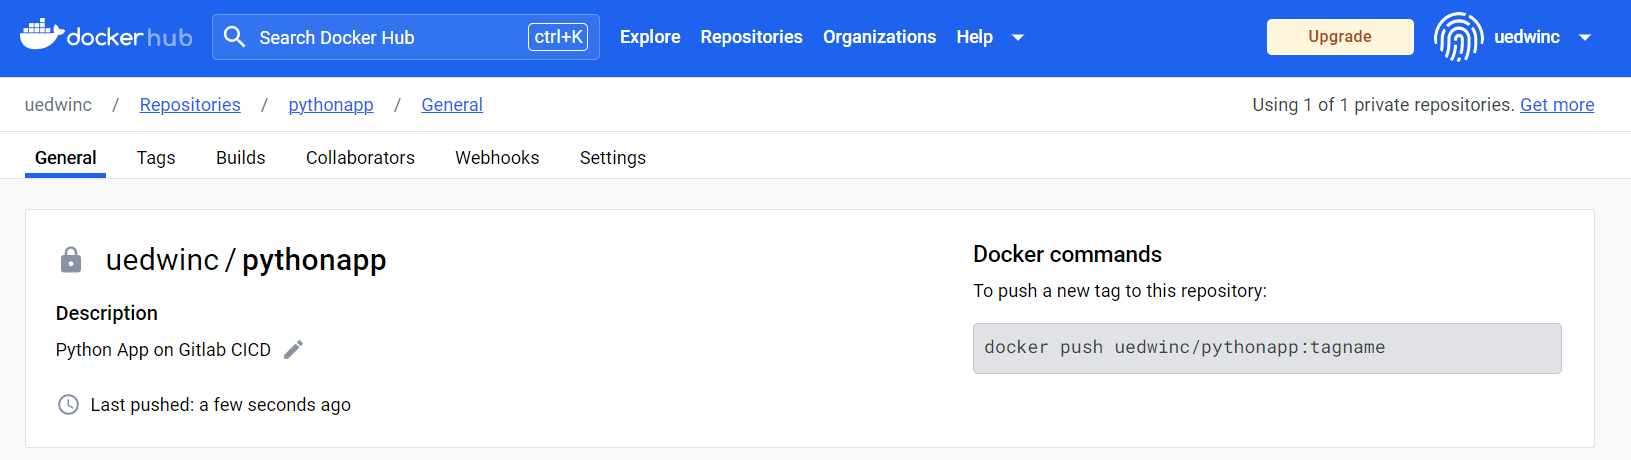 docker hub Search Docker Hub ctrl+K Explore Repositories Organizations Help Upgrade uedwinc
uedwinc / Repositories / pythonapp / General Using 1 of 1 private repositories. Get more
General Tags Builds Collaborators Webhooks Settings
uedwinc / pythonapp
Description
Python App on Gitlab CICD
Last pushed: a few seconds ago
Docker commands
To push a new tag to this repository:
docker push uedwinc/pythonapp:tagname